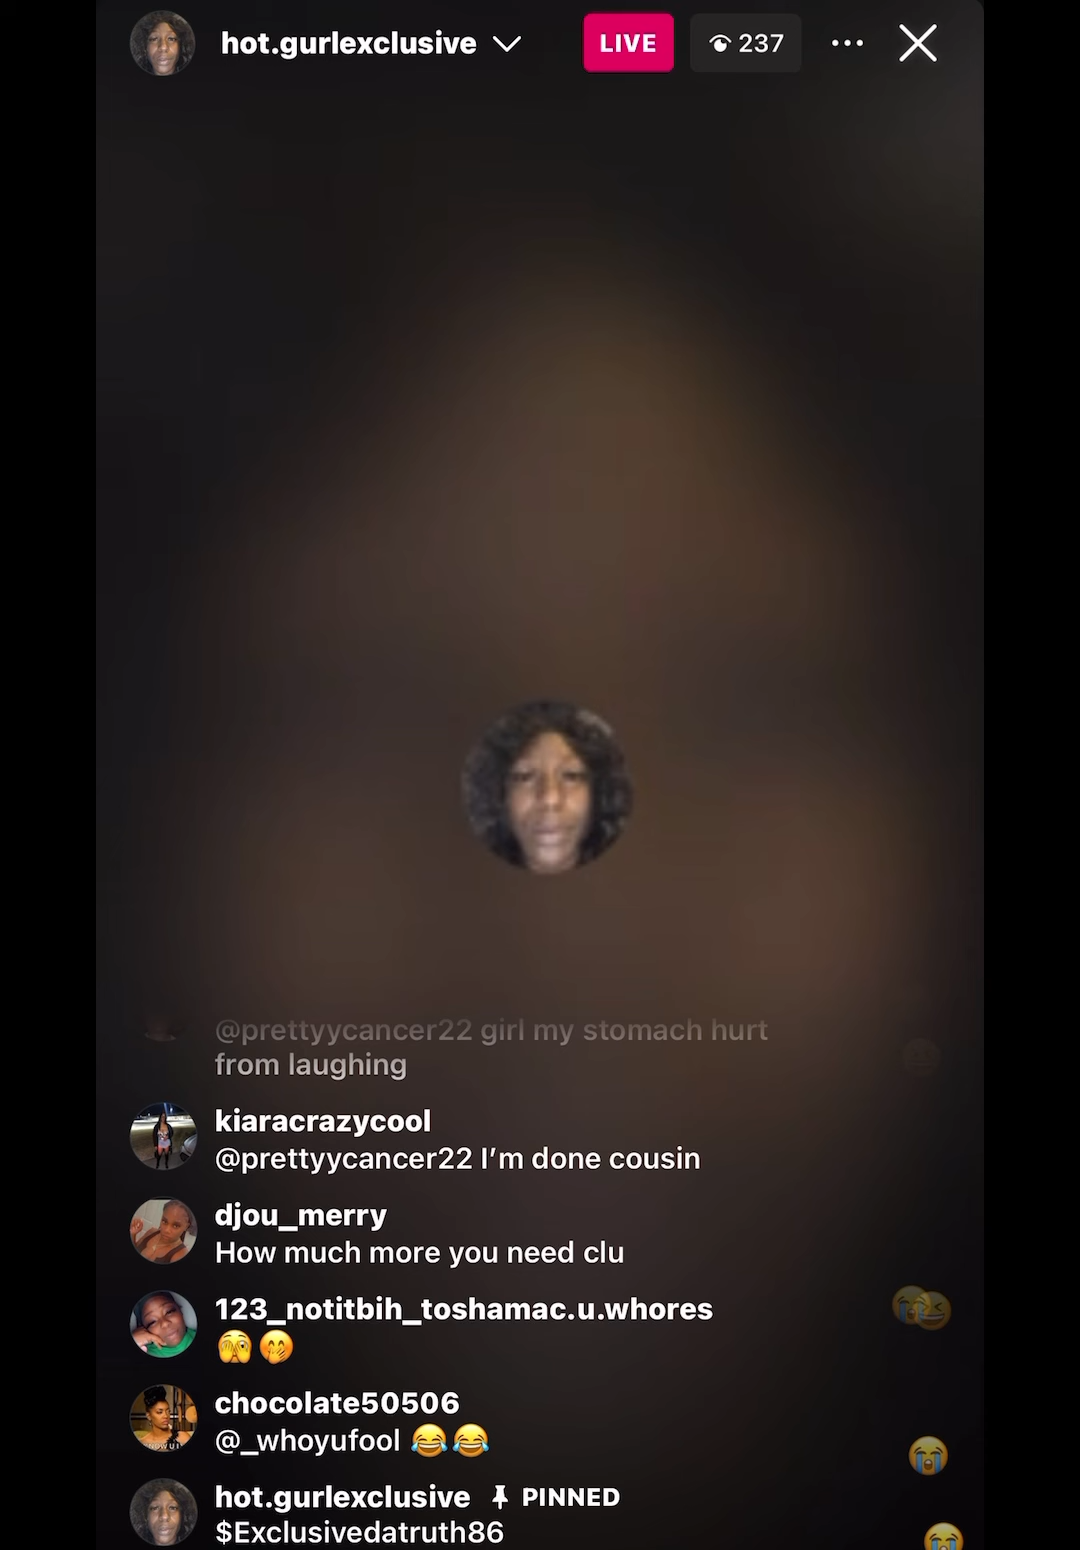 hot.gurlexclusive
LIVE
237
@prettyycancer22 girl my stomach hurt
from laughing
kiaracrazycool
@prettyycancer22 I’m done cousin
djou_merry
How much more you need clu
123_notitbih_toshamac.u.whores
🫣🤭
chocolate50506
@_whoyufool 😂😂
hot.gurlexclusive PINNED
$Exclusivedatruth86